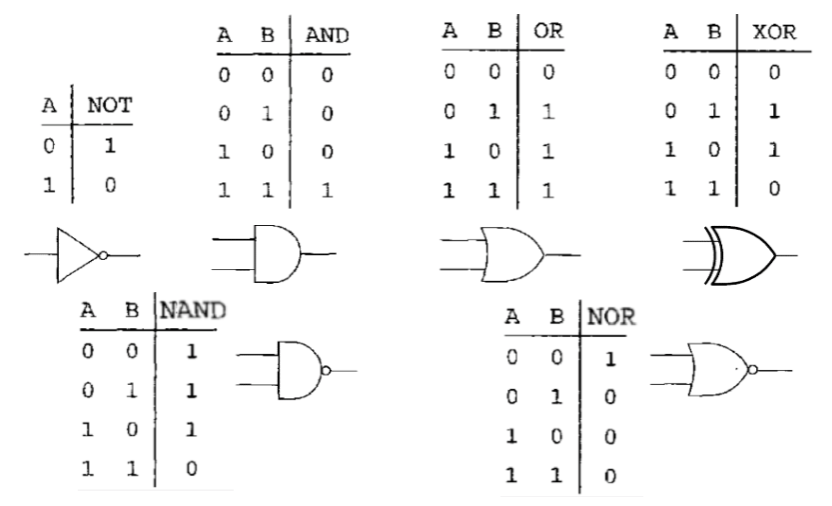 A NOT
0 1
1 0
A B AND
0 0 0
0 1 0
1 0 0
1 1 1
A B OR
0 0 0
0 1 1
1 0 1
1 1 1
A B XOR
0 0 0
0 1 1
1 0 1
1 1 0
A B NAND
0 0 1
0 1 1
1 0 1
1 1 0
A B NOR
0 0 1
0 1 0
1 0 0
1 1 0